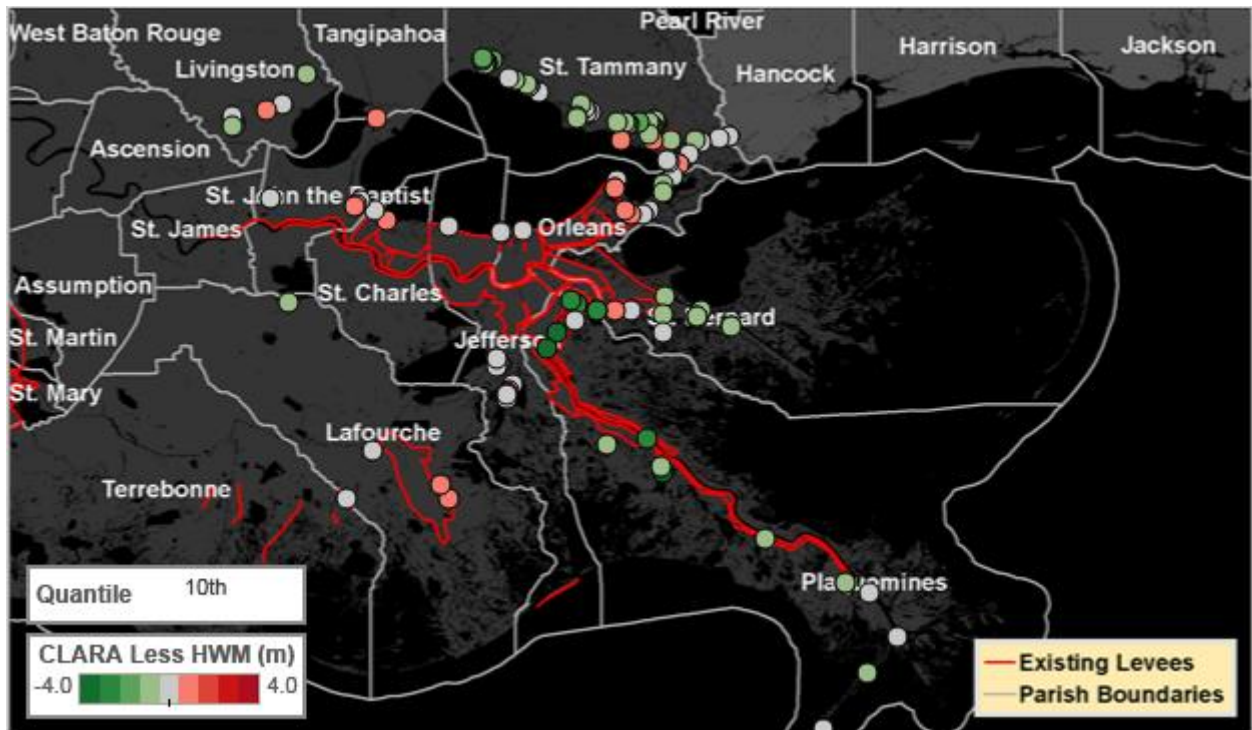 Pearl River
West Baton Rouge
Tangipahoa
Harrison
Jackson
Livingston
St. Tammany
Hancock
Ascension
St. John the Baptist
St. James
Orleans
Assumption
St. Charles
St. Bernard
St. Martin
Jefferson
St. Mary
Lafourche
Terrebonne
Plaquemines
Quantile 10th
CLARA Less HWM (m)
-4.0 4.0
Existing Levees
Parish Boundaries